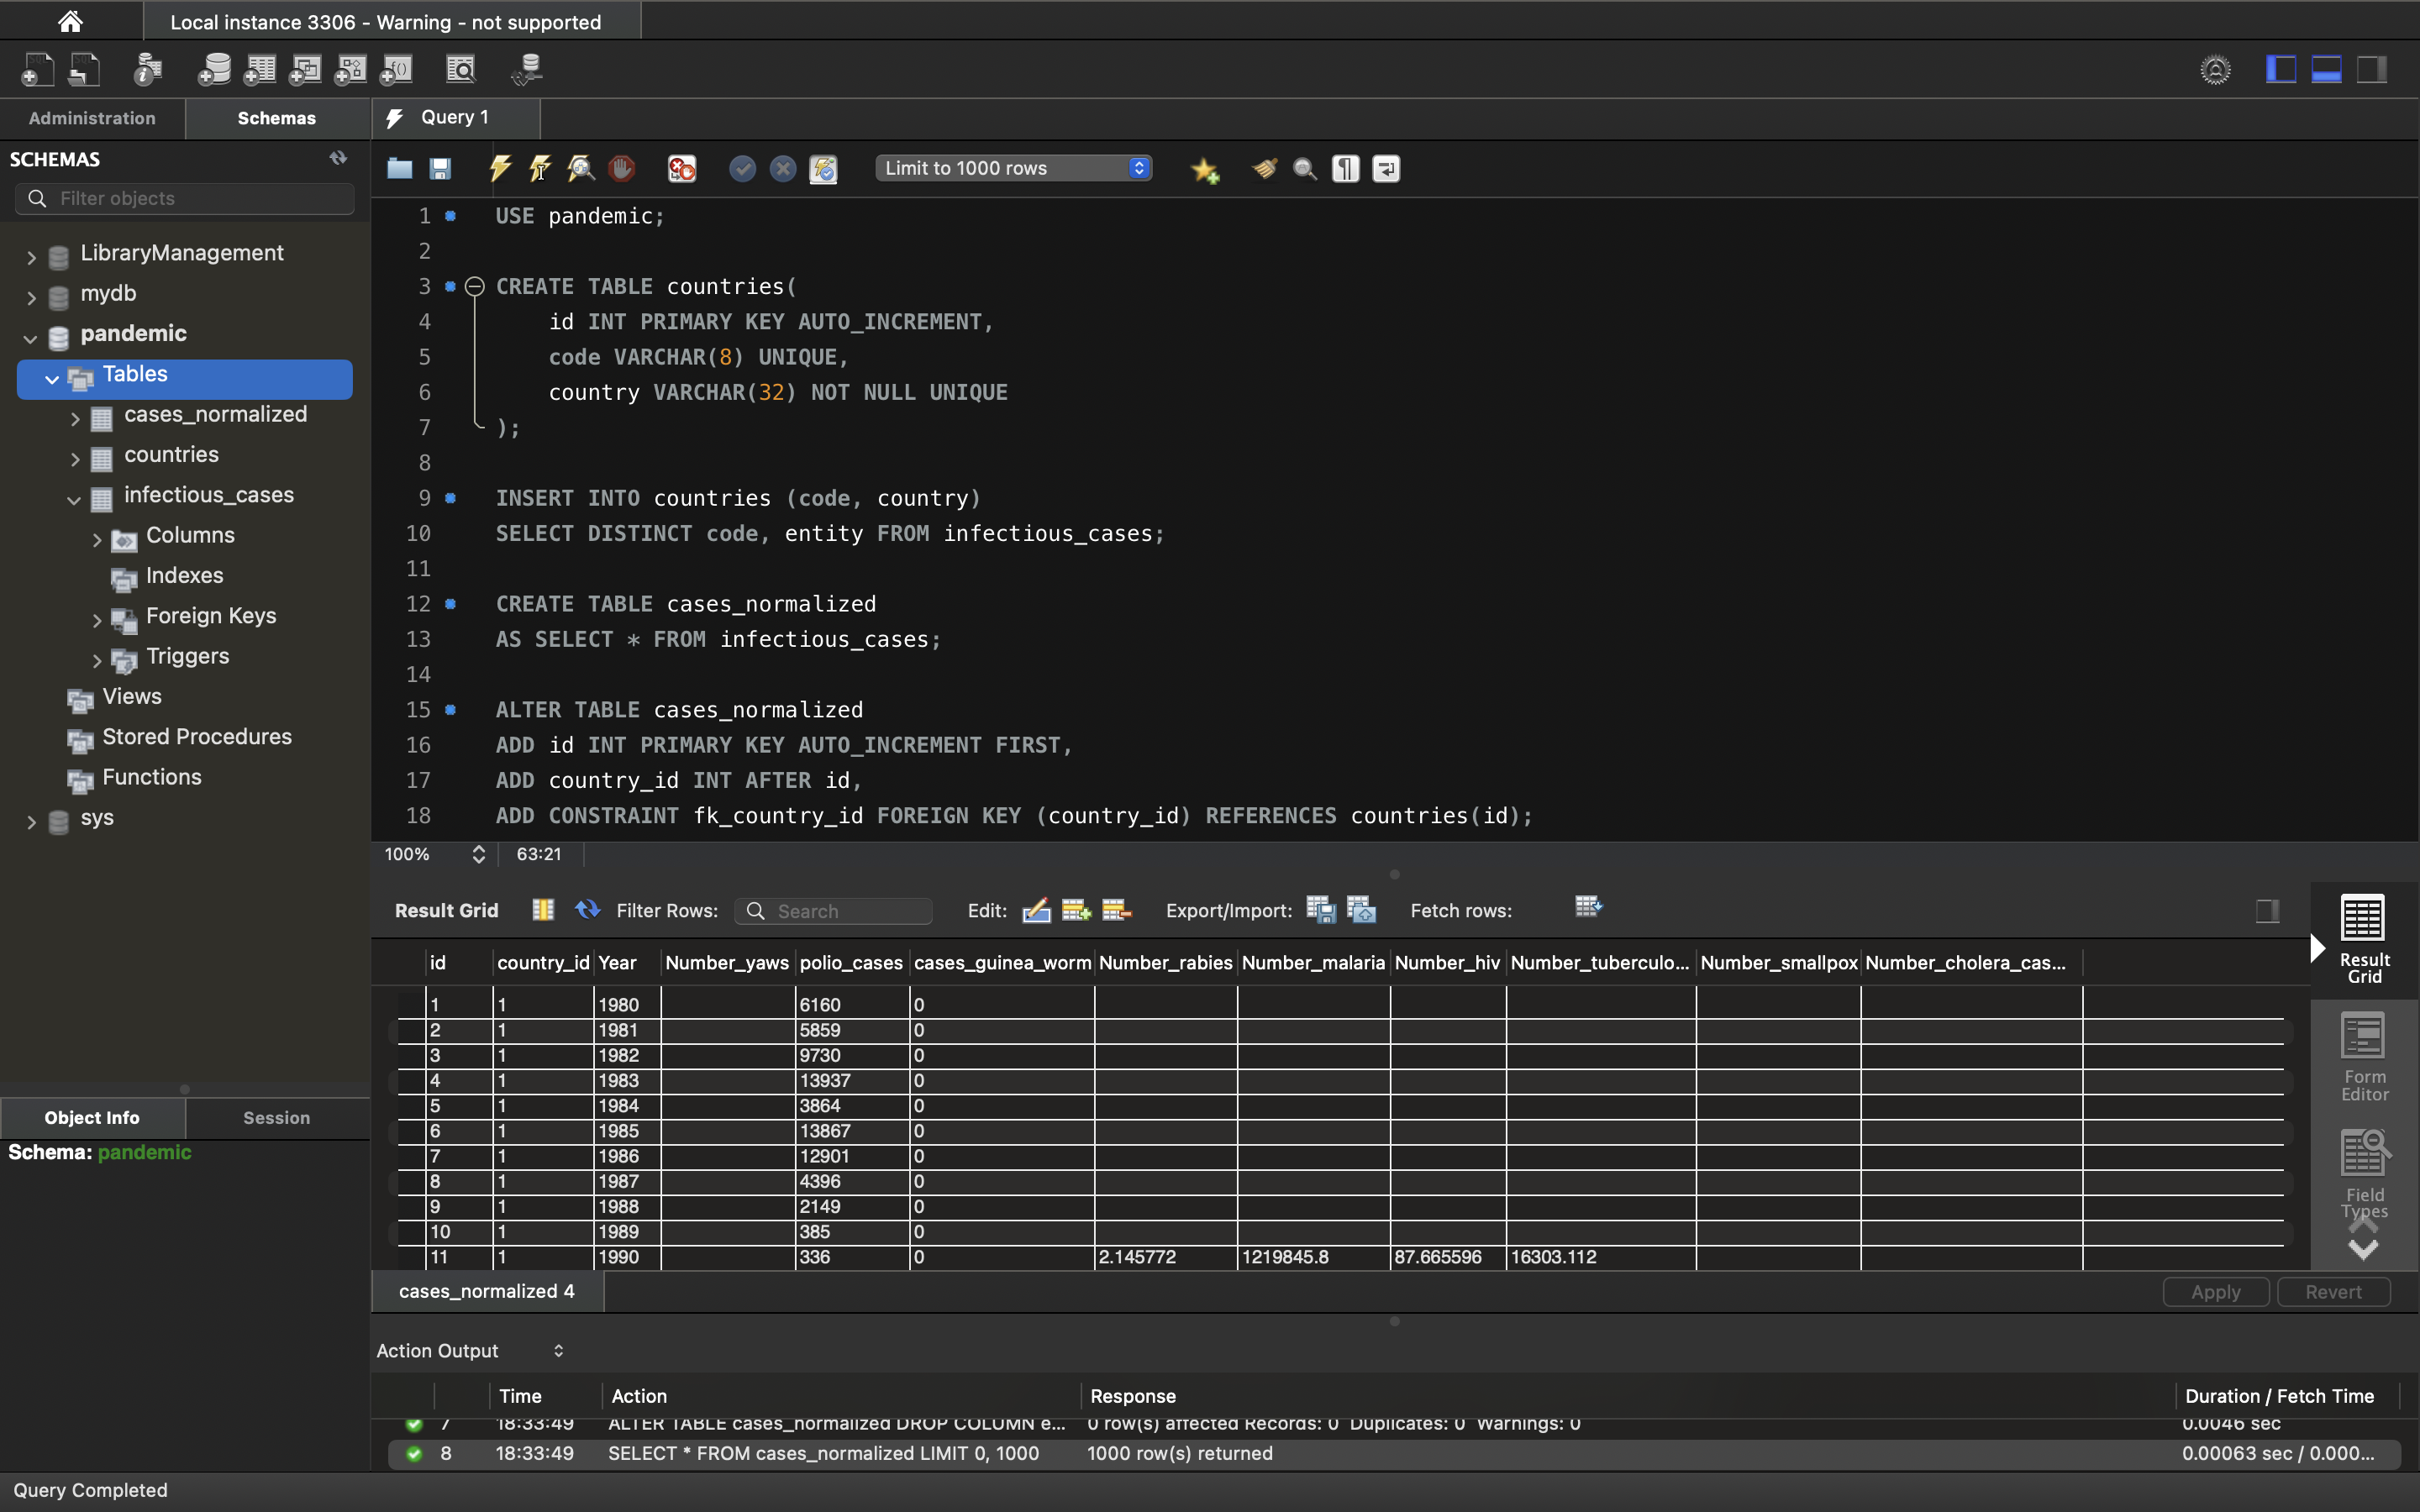 Local instance 3306 - Warning - not supported
Administration
Schemas
Query 1
SCHEMAS
Filter objects
LibraryManagement
mydb
pandemic
Tables
cases_normalized
countries
infectious_cases
Columns
Indexes
Foreign Keys
Triggers
Views
Stored Procedures
Functions
sys
Object Info
Session
Schema: pandemic
Limit to 1000 rows
1 USE pandemic;
2
3 CREATE TABLE countries(
4 id INT PRIMARY KEY AUTO_INCREMENT,
5 code VARCHAR(8) UNIQUE,
6 country VARCHAR(32) NOT NULL UNIQUE
7 );
8
9 INSERT INTO countries (code, country)
10 SELECT DISTINCT code, entity FROM infectious_cases;
11
12 CREATE TABLE cases_normalized
13 AS SELECT * FROM infectious_cases;
14
15 ALTER TABLE cases_normalized
16 ADD id INT PRIMARY KEY AUTO_INCREMENT FIRST,
17 ADD country_id INT AFTER id,
18 ADD CONSTRAINT fk_country_id FOREIGN KEY (country_id) REFERENCES countries(id);
100% 63:21
Result Grid Filter Rows: Search Edit: Export/Import: Fetch rows:
id country_id Year Number_yaws polio_cases cases_guinea_worm Number_rabies Number_malaria Number_hiv Number_tuberculo... Number_smallpox Number_cholera_cas...
1 1 1980 6160 0
2 1 1981 5859 0
3 1 1982 9730 0
4 1 1983 13937 0
5 1 1984 3864 0
6 1 1985 13867 0
7 1 1986 12901 0
8 1 1987 4396 0
9 1 1988 2149 0
10 1 1989 385 0
11 1 1990 336 0 2.145772 1219845.8 87.665596 16303.112
Result
Grid
Form
Editor
Field
Types
cases_normalized 4
Apply
Revert
Action Output
Time Action Response Duration / Fetch Time
7 18:33:49 ALTER TABLE cases_normalized DROP COLUMN e... 0 row(s) affected Records: 0 Duplicates: 0 Warnings: 0 0.0046 sec
8 18:33:49 SELECT * FROM cases_normalized LIMIT 0, 1000 1000 row(s) returned 0.00063 sec / 0.000...
Query Completed